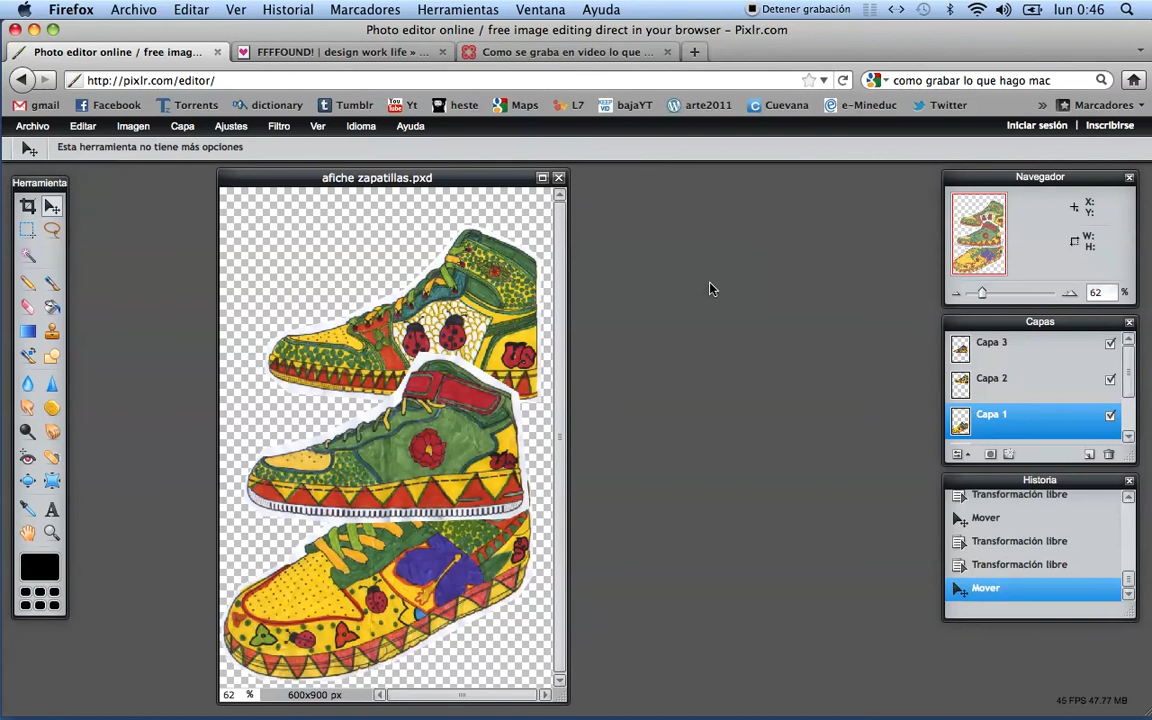 Firefox Archivo Editar Ver Historial Marcadores Herramientas Ventana Ayuda Detener grabación lun 0:46
Photo editor online / free image editing direct in your browser – Pixlr.com
Photo editor online / free imag... FFFFOUND! | design work life » ... Como se graba en video lo que ...
http://pixlr.com/editor/ como grabar lo que hago mac
gmail Facebook Torrents dictionary Tumblr Yt heste Maps L7 bajaYT arte2011 Cuevana e-Mineduc Twitter » Marcadores
Archivo Editar Imagen Capa Ajustes Filtro Ver Idioma Ayuda Iniciar sesión | Inscribirse
Esta herramienta no tiene más opciones
Herramienta
afiche zapatillas.pxd
Navegador
X:
Y:
W:
H:
62 %
Capas
Capa 3
Capa 2
Capa 1
Historia
Transformación libre
Mover
Transformación libre
Transformación libre
Mover
US
62 % 600x900 px
45 FPS 47.77 MB